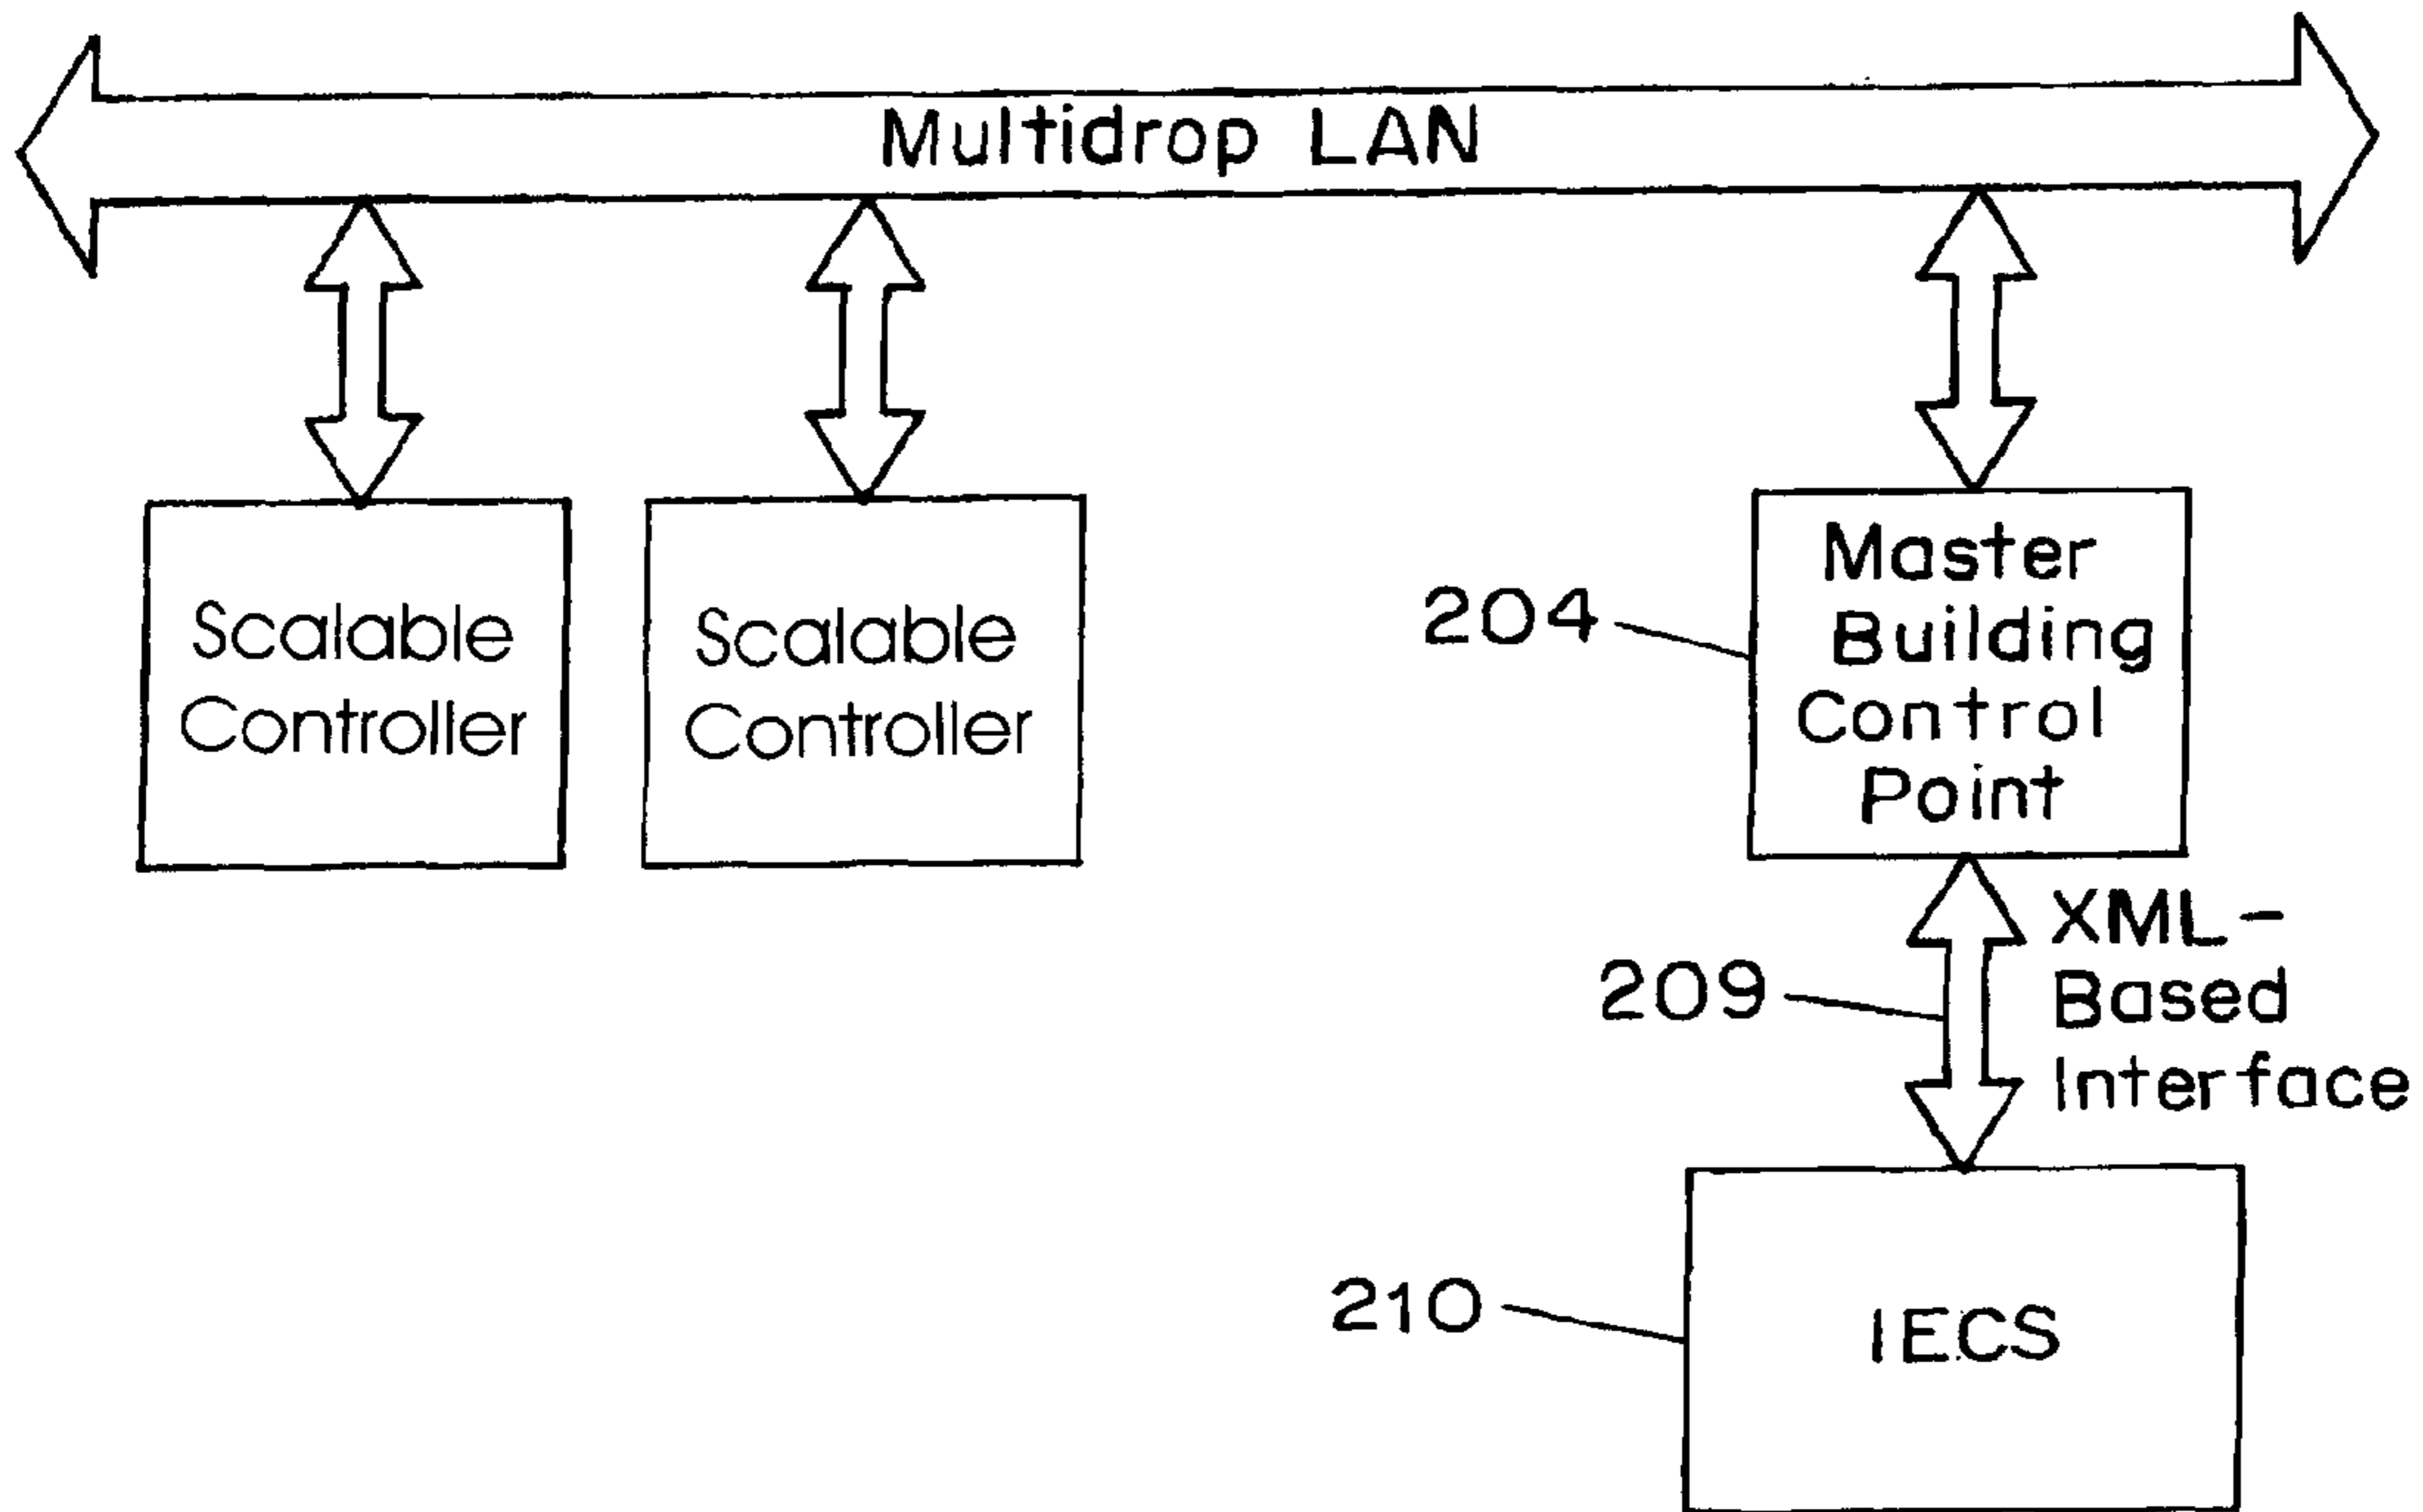 Multidrop LAN
Scalable
Controller
Scalable
Controller
204
Master
Building
Control
Point
209
XML-
Based
Interface
210
IECS